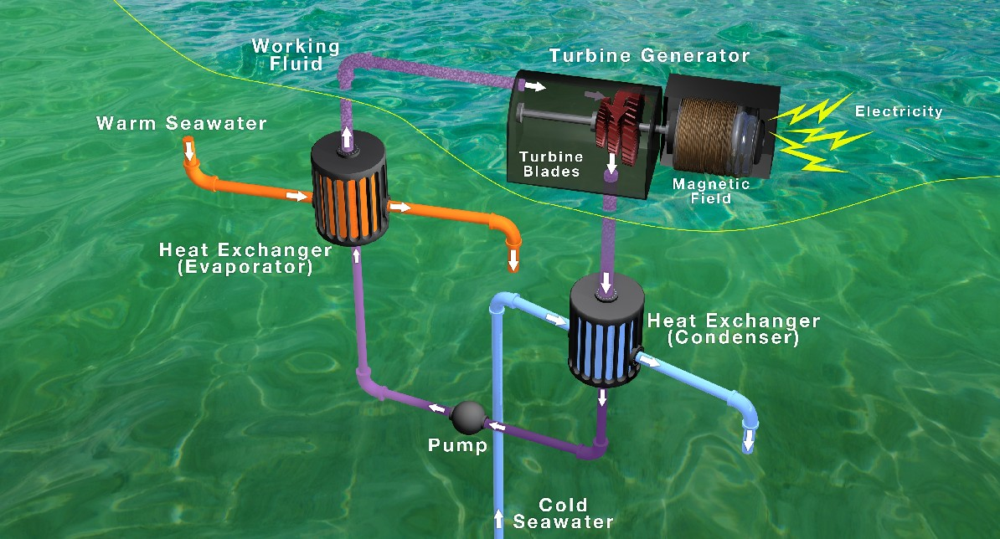 Working
Fluid
Turbine Generator
Electricity
Warm Seawater
Turbine
Blades
Magnetic
Field
Heat Exchanger
(Evaporator)
Heat Exchanger
(Condenser)
Pump
Cold
Seawater